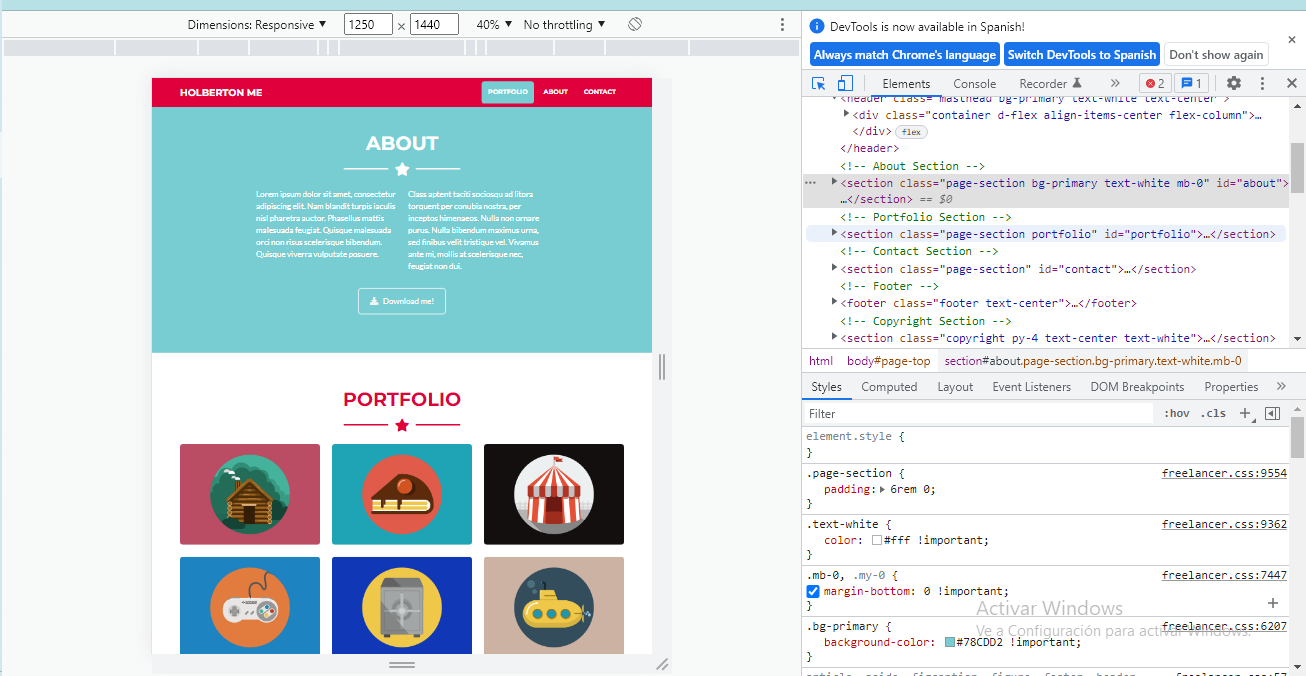 Dimensions: Responsive ▼ 1250 × 1440 40% ▼ No throttling ▼
HOLBERTON ME PORTFOLIO ABOUT CONTACT
ABOUT
Lorem ipsum dolor sit amet, consectetur
adipiscing elit. Nam blandit turpis iaculis
nisl pharetra auctor. Phasellus mattis
malesuada feugiat. Quisque malesuada
orci non risus scelerisque bibendum.
Quisque viverra vulputate posuere.
Class aptent taciti sociosqu ad litora
torquent per conubia nostra, per
inceptos himenaeos. Nulla non ornare
purus. Nulla bibendum maximus urna,
sed finibus velit tristique vel. Vivamus
ante mi, mollis at scelerisque nec,
feugiat non dui.
Download me!
PORTFOLIO
DevTools is now available in Spanish!
Always match Chrome's language Switch DevTools to Spanish Don't show again
Elements Console Recorder 2 1
<header class="masthead bg-primary text-white text-center">
<div class="container d-flex align-items-center flex-column">…
</div> flex
</header>
<!-- About Section -->
<section class="page-section bg-primary text-white mb-0" id="about">
…</section> == $0
<!-- Portfolio Section -->
<section class="page-section portfolio" id="portfolio">…</section>
<!-- Contact Section -->
<section class="page-section" id="contact">…</section>
<!-- Footer -->
<footer class="footer text-center">…</footer>
<!-- Copyright Section -->
<section class="copyright py-4 text-center text-white">…</section>
html body#page-top section#about.page-section.bg-primary.text-white.mb-0
Styles Computed Layout Event Listeners DOM Breakpoints Properties
Filter :hov .cls
element.style {
}
.page-section { freelancer.css:9554
padding: 6rem 0;
}
.text-white { freelancer.css:9362
color: #fff !important;
}
.mb-0, .my-0 { freelancer.css:7447
margin-bottom: 0 !important;
}
Activar Windows
Ve a Configuración para activar Windows.
.bg-primary { freelancer.css:6207
background-color: #78CDD2 !important;
}